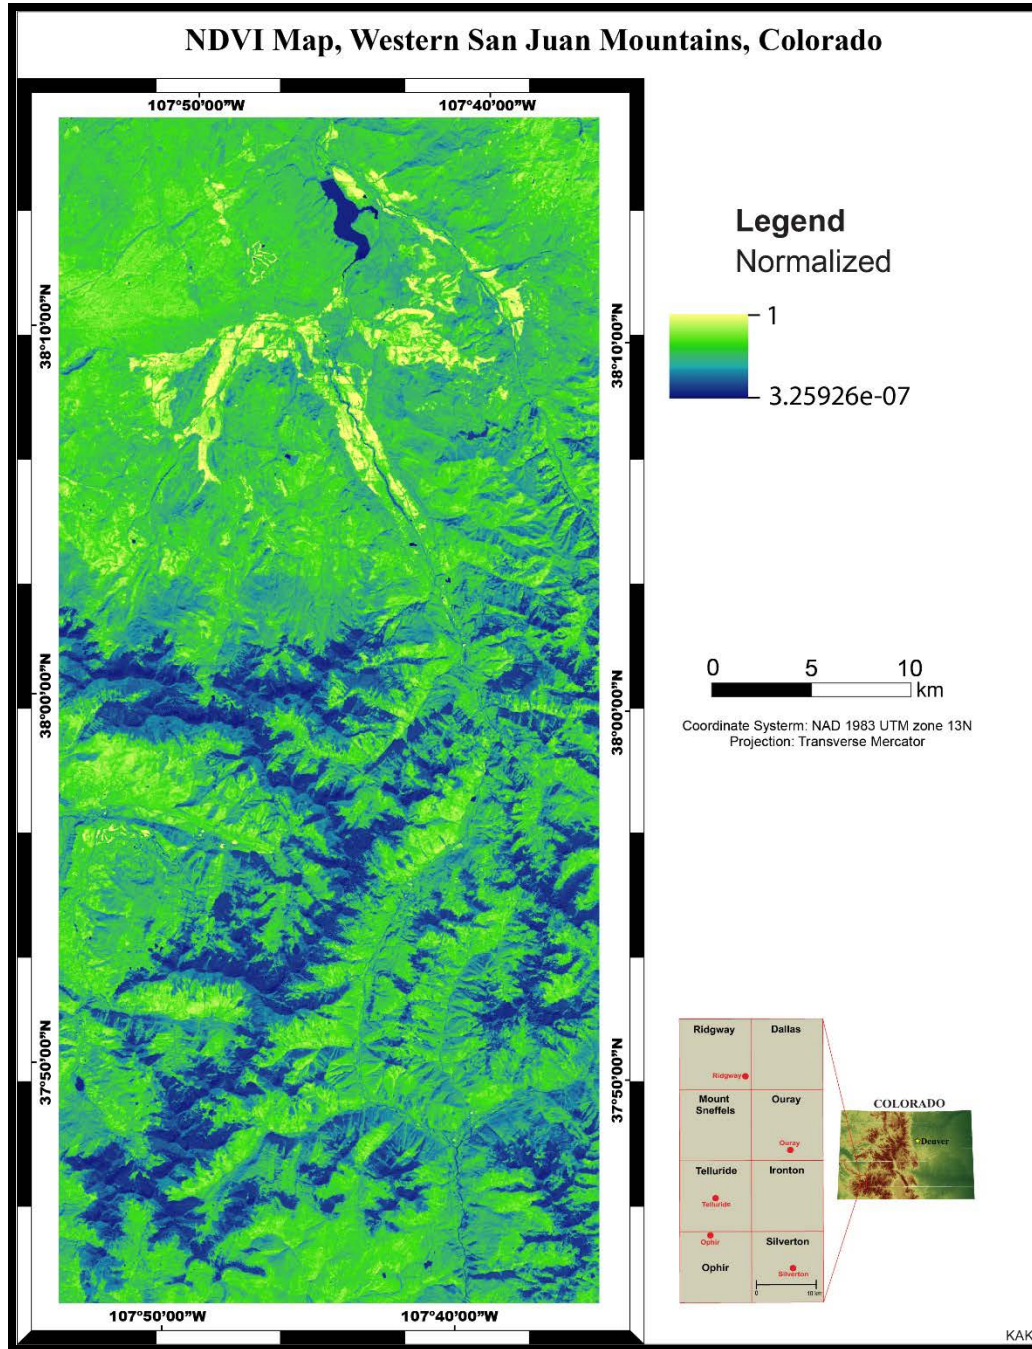 NDVI Map, Western San Juan Mountains, Colorado
107°50'00"W
107°40'00"W
38°10'00"N
38°10'00"N
38°00'00"N
38°00'00"N
37°50'00"N
37°50'00"N
107°50'00"W
107°40'00"W
Legend
Normalized
1
3.25926e-07
0 5 10
km
Coordinate Systerm: NAD 1983 UTM zone 13N
Projection: Transverse Mercator
Ridgway Dallas
Ridgway
Mount Sneffels
Ouray
Ouray
Telluride Ironton
Telluride
Ophir
Ophir
Silverton
Silverton
0 10 km
COLORADO
Denver
KAK